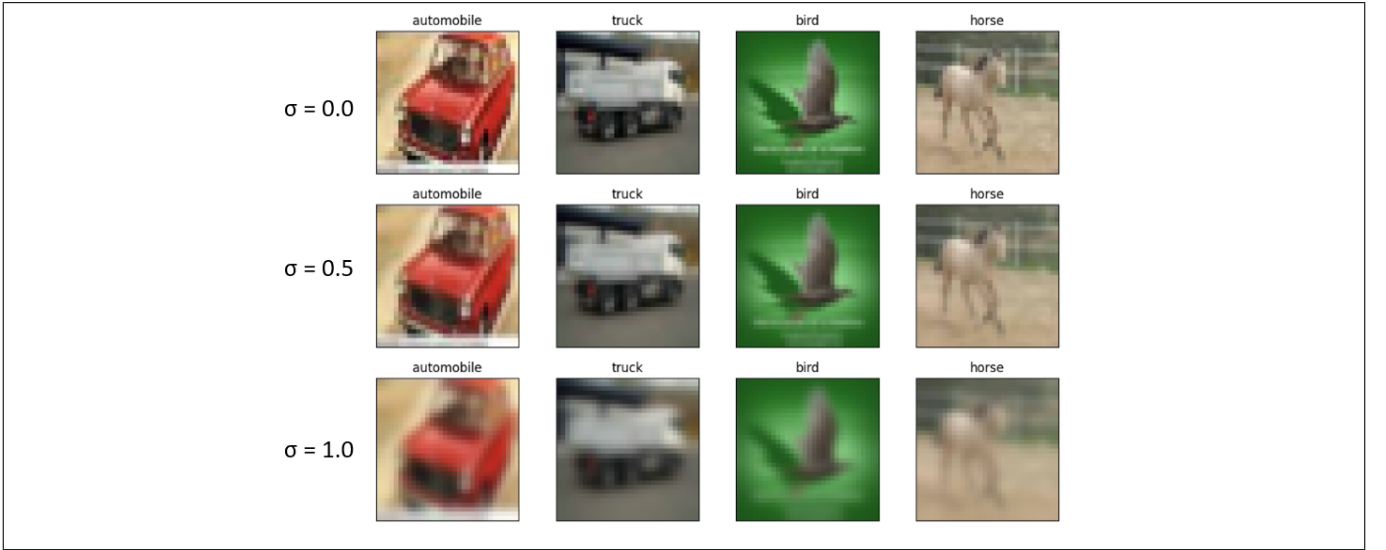 automobile truck bird horse
σ = 0.0
automobile truck bird horse
σ = 0.5
automobile truck bird horse
σ = 1.0